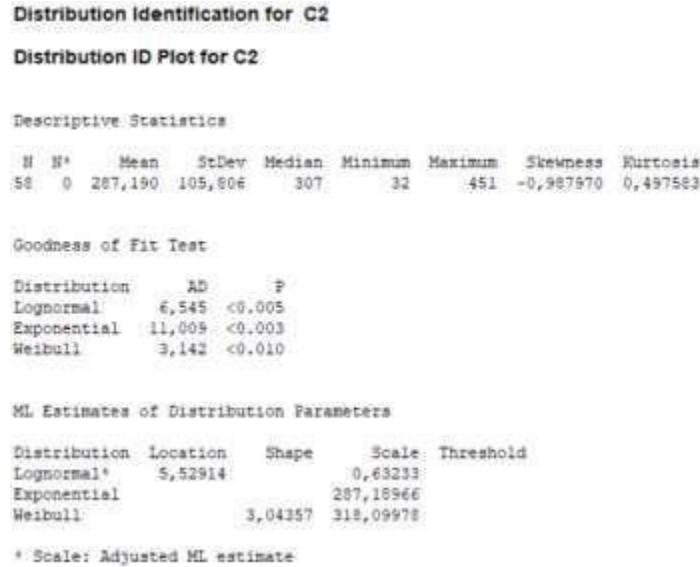 Distribution Identification for C2
Distribution ID Plot for C2
Descriptive Statistics
N N* Mean StDev Median Minimum Maximum Skewness Kurtosis
58 0 287,190 105,806 307 32 451 -0,987970 0,497583
Goodness of Fit Test
Distribution AD P
Lognormal 6,545 <0.005
Exponential 11,009 <0.003
Weibull 3,142 <0.010
ML Estimates of Distribution Parameters
Distribution Location Shape Scale Threshold
Lognormal* 5,52914 0,63233
Exponential 287,18966
Weibull 3,04357 318,09978
* Scale: Adjusted ML estimate